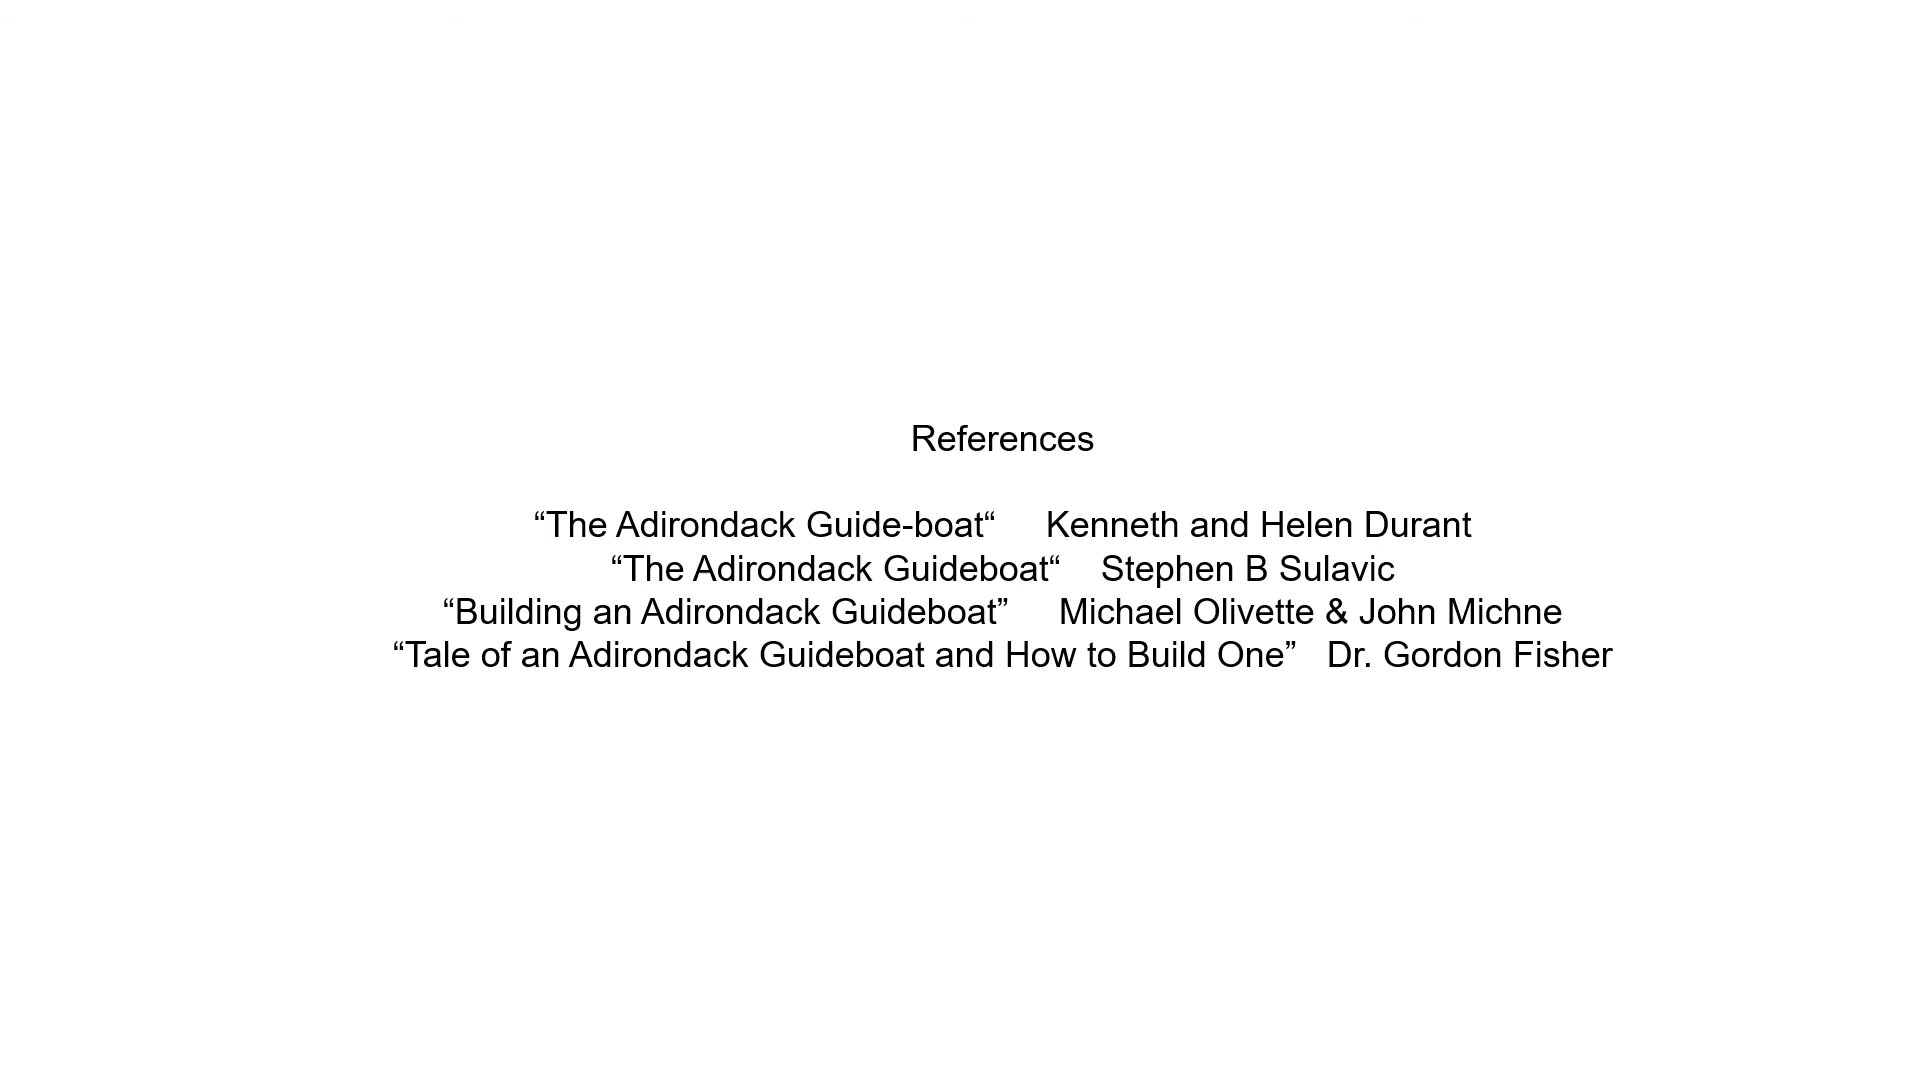 References
“The Adirondack Guide-boat“ Kenneth and Helen Durant
“The Adirondack Guideboat“ Stephen B Sulavic
“Building an Adirondack Guideboat” Michael Olivette & John Michne
“Tale of an Adirondack Guideboat and How to Build One” Dr. Gordon Fisher